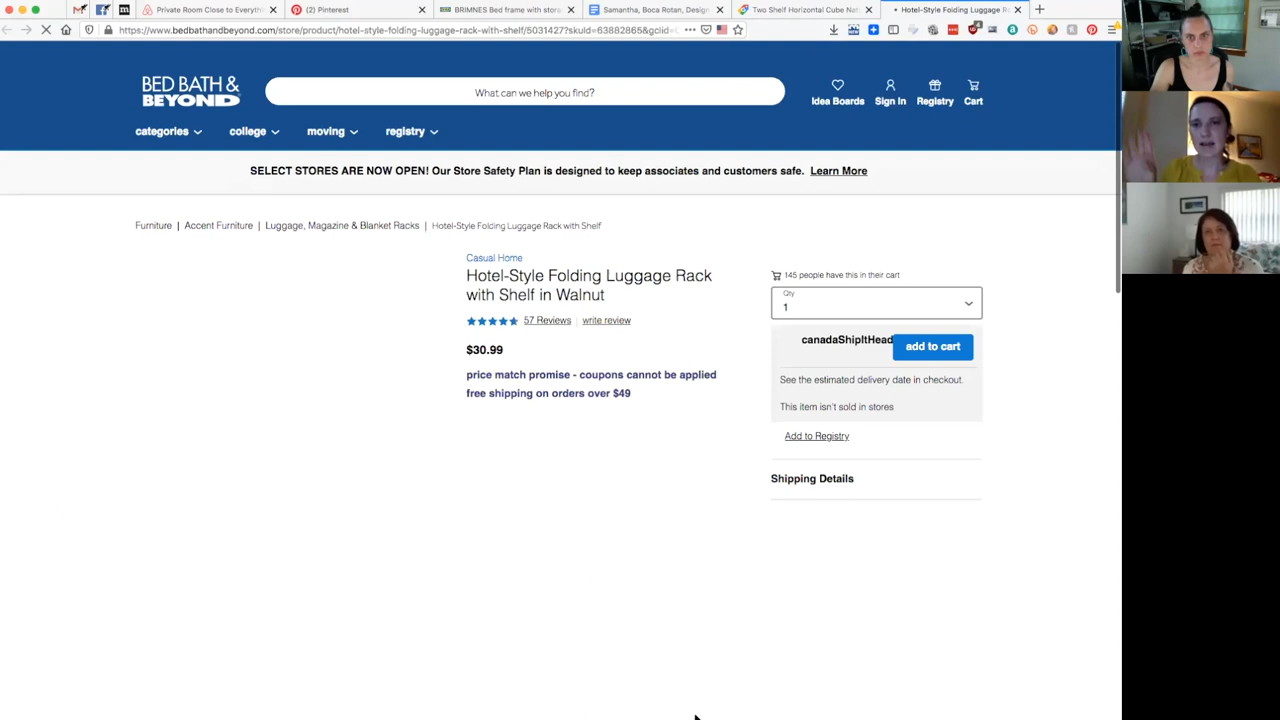 Private Room Close to Everythi
(2) Pinterest
BRIMNES Bed frame with stora
Samantha, Boca Rotan, Design
Two Shelf Horizontal Cube Not
Hotel-Style Folding Luggage R
https://www.bedbathandbeyond.com/store/product/hotel-style-folding-luggage-rack-with-shelf/5031427?skuId=63882865&gclid=
BED BATH &
BEYOND
What can we help you find?
Idea Boards
Sign In
Registry
Cart
categories
college
moving
registry
SELECT STORES ARE NOW OPEN! Our Store Safety Plan is designed to keep associates and customers safe. Learn More
Furniture | Accent Furniture | Luggage, Magazine & Blanket Racks | Hotel-Style Folding Luggage Rack with Shelf
Casual Home
Hotel-Style Folding Luggage Rack
with Shelf in Walnut
57 Reviews | write review
$30.99
price match promise - coupons cannot be applied
free shipping on orders over $49
145 people have this in their cart
Qty
1
canadaShipItHead
add to cart
See the estimated delivery date in checkout.
This item isn't sold in stores
Add to Registry
Shipping Details